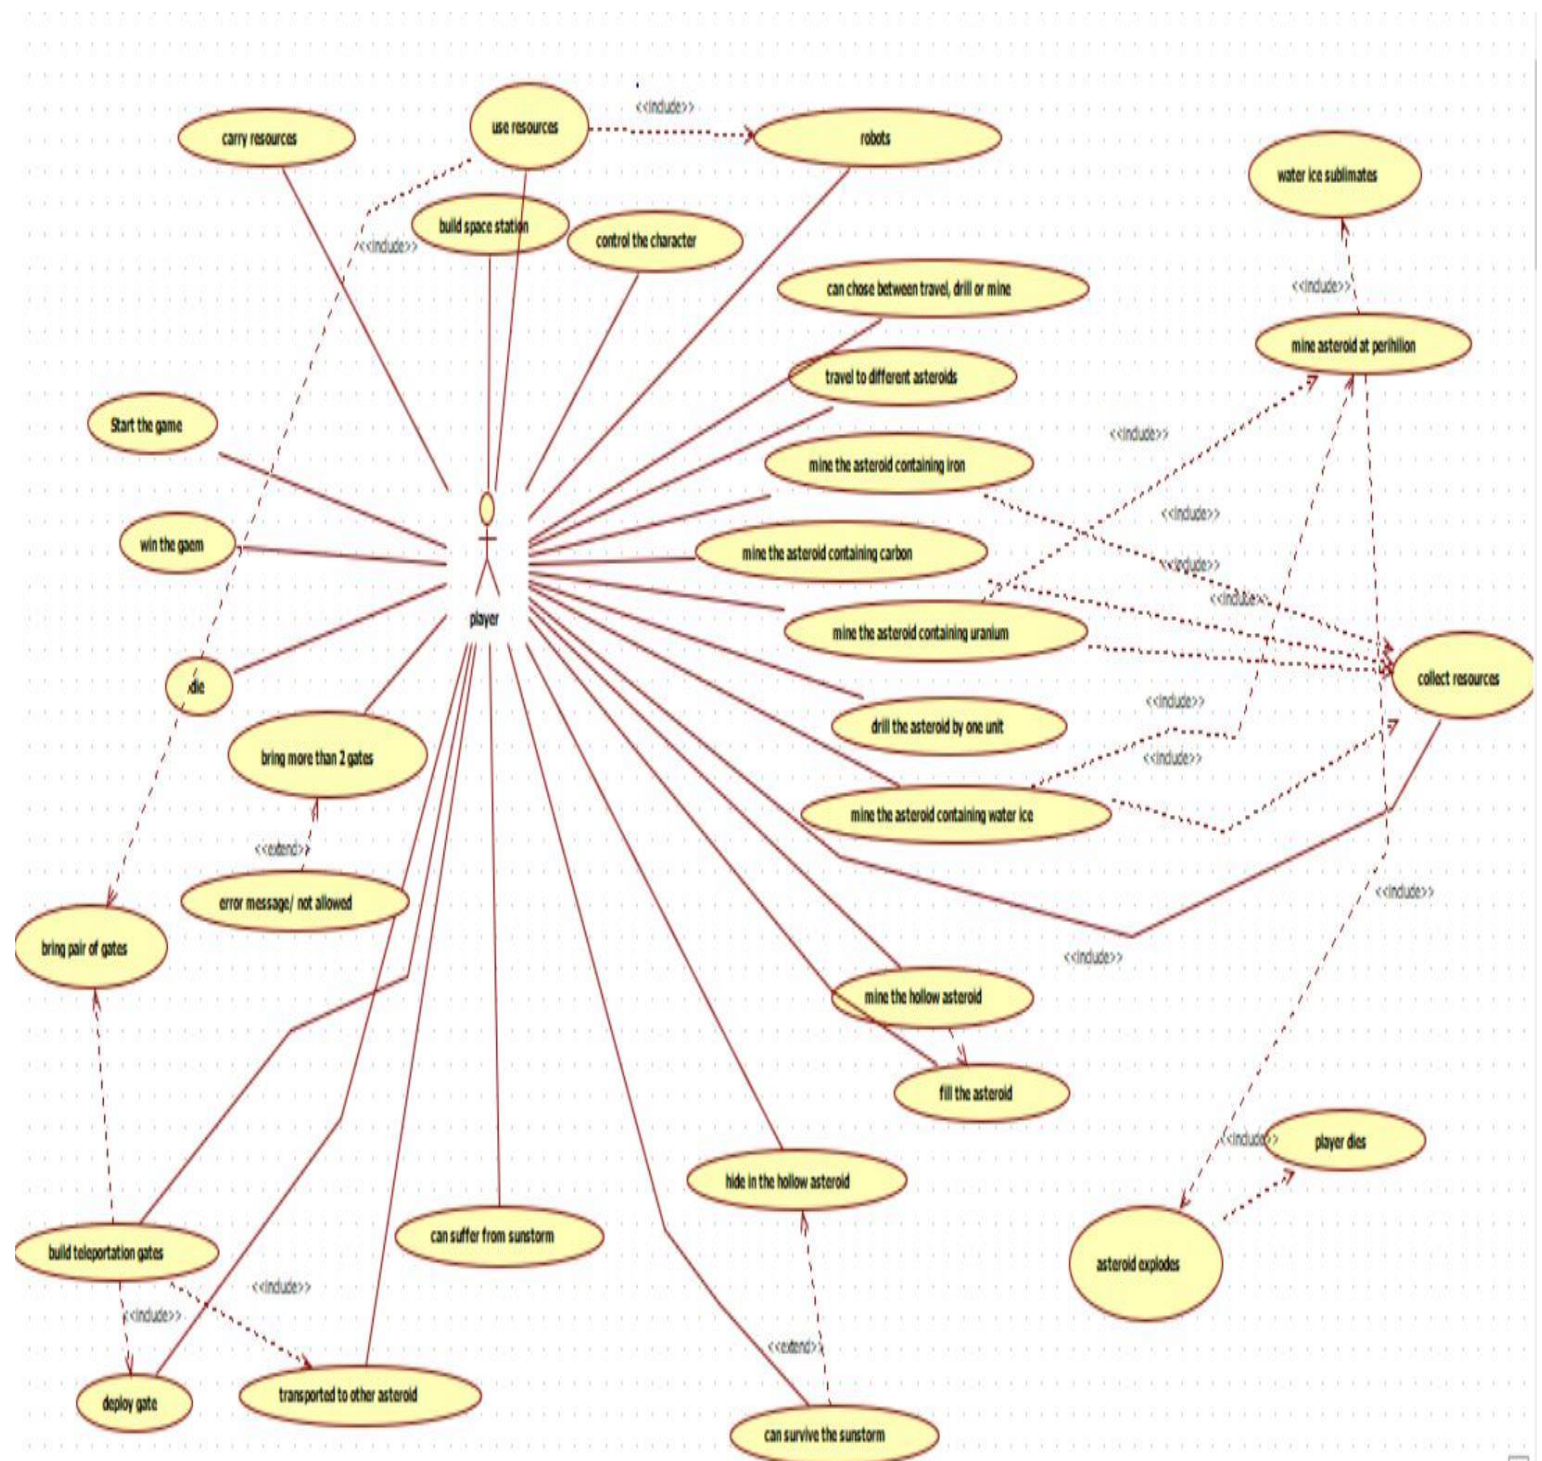 <<include>>
carry resources
use resources
robots
water ice sublimates
build space station
control the character
<<include>>
can chose between travel, drill or mine
<<include>>
mine asteroid at perihilion
travel to different asteroids
Start the game
<<include>>
mine the asteroid containing iron
<<include>>
win the gaem
mine the asteroid containing carbon
<<include>>
<<include>>
player
mine the asteroid containing uranium
collect resources
die
<<include>>
drill the asteroid by one unit
bring more than 2 gates
<<include>>
mine the asteroid containing water ice
<<extend>>
<<include>>
error message/ not allowed
bring pair of gates
<<include>>
mine the hollow asteroid
fill the asteroid
<<include>>
player dies
hide in the hollow asteroid
can suffer from sunstorm
build teleportation gates
asteroid explodes
<<include>>
<<include>>
<<extend>>
transported to other asteroid
deploy gate
can survive the sunstorm